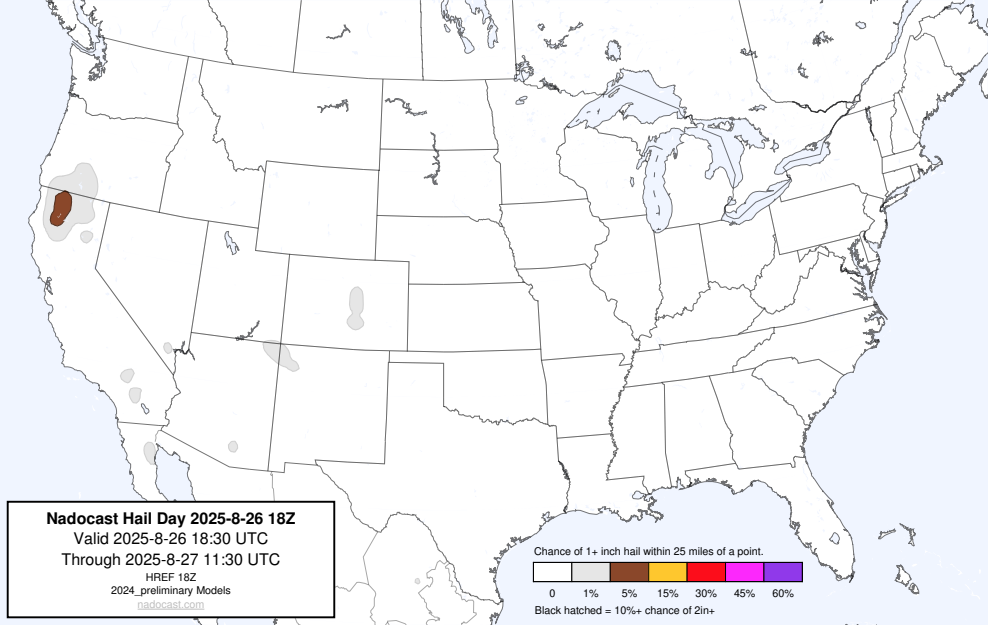 Nadocast Hail Day 2025-8-26 18Z
Valid 2025-8-26 18:30 UTC
Through 2025-8-27 11:30 UTC
HREF 18Z
2024_preliminary Models
nadocast.com
Chance of 1+ inch hail within 25 miles of a point.
0 1% 5% 15% 30% 45% 60%
Black hatched = 10%+ chance of 2in+